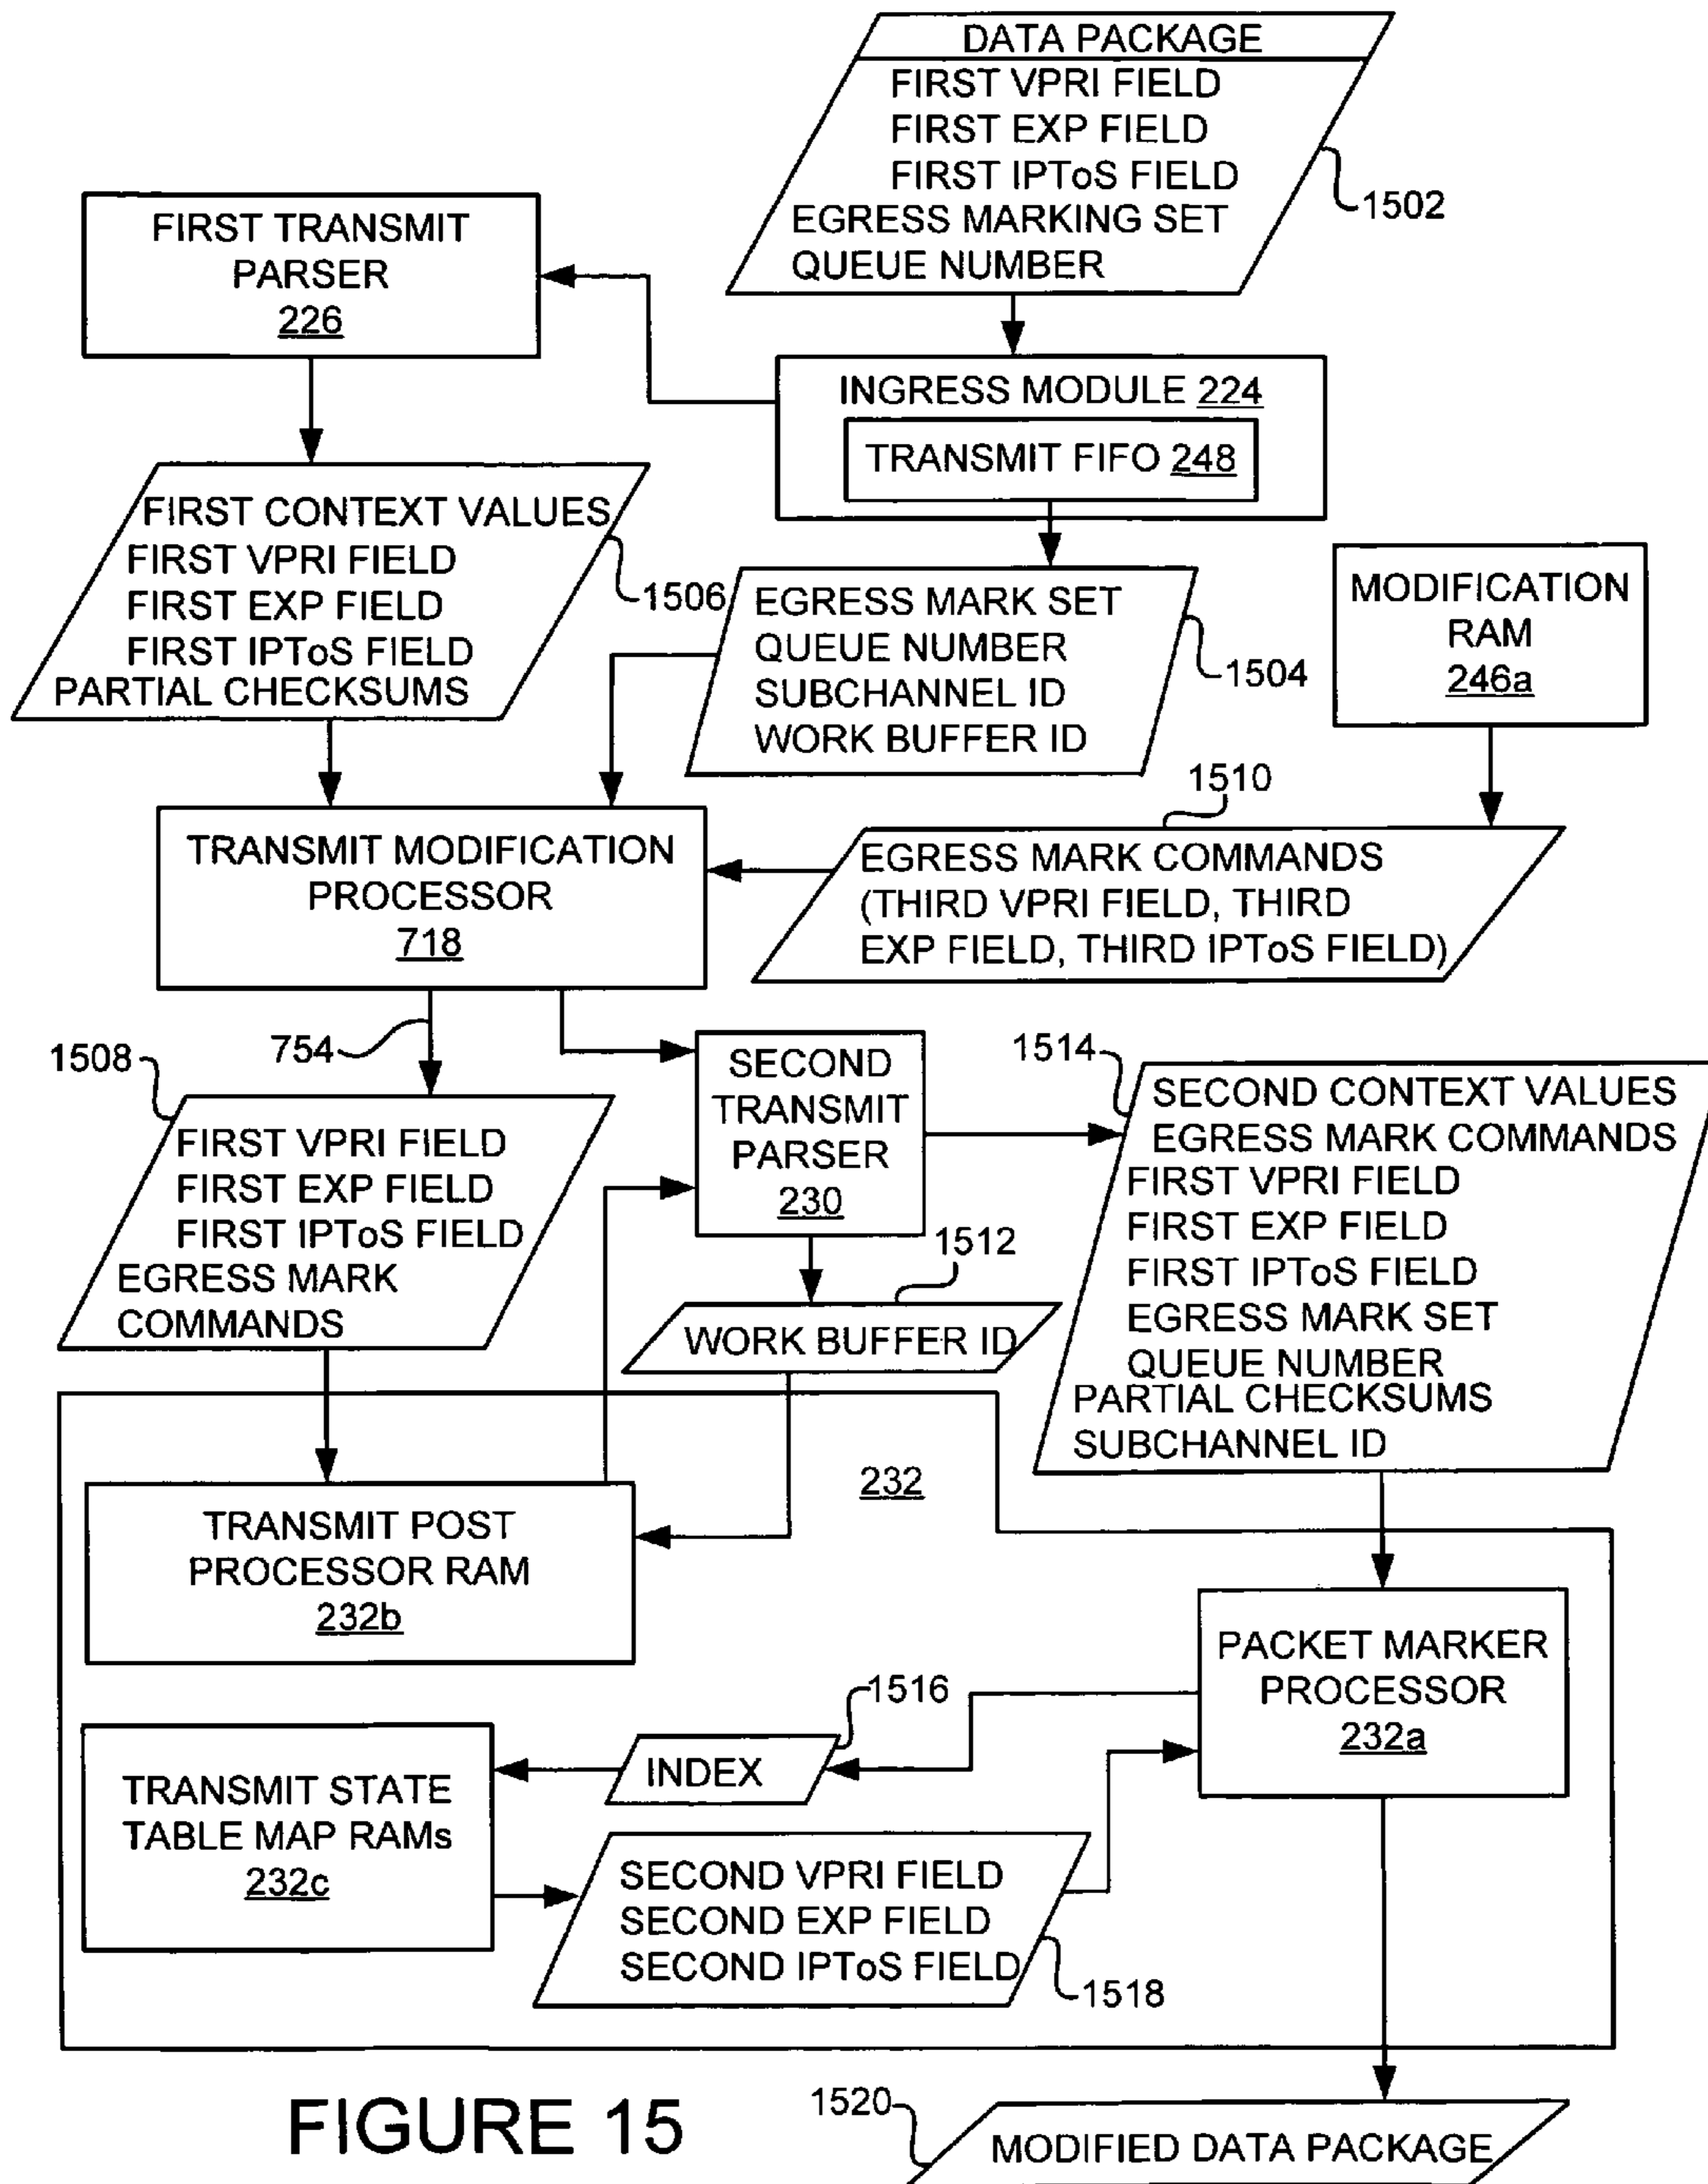 DATA PACKAGE
FIRST VPRI FIELD
FIRST EXP FIELD
FIRST IPToS FIELD
EGRESS MARKING SET
QUEUE NUMBER
1502
FIRST TRANSMIT
PARSER
226
INGRESS MODULE 224
TRANSMIT FIFO 248
FIRST CONTEXT VALUES
FIRST VPRI FIELD
FIRST EXP FIELD
FIRST IPToS FIELD
PARTIAL CHECKSUMS
1506
EGRESS MARK SET
QUEUE NUMBER
SUBCHANNEL ID
WORK BUFFER ID
1504
MODIFICATION
RAM
246a
1510
TRANSMIT MODIFICATION
PROCESSOR
718
EGRESS MARK COMMANDS
(THIRD VPRI FIELD, THIRD
EXP FIELD, THIRD IPToS FIELD)
754
1508
FIRST VPRI FIELD
FIRST EXP FIELD
FIRST IPToS FIELD
EGRESS MARK
COMMANDS
SECOND
TRANSMIT
PARSER
230
1512
WORK BUFFER ID
1514
SECOND CONTEXT VALUES
EGRESS MARK COMMANDS
FIRST VPRI FIELD
FIRST EXP FIELD
FIRST IPToS FIELD
EGRESS MARK SET
QUEUE NUMBER
PARTIAL CHECKSUMS
SUBCHANNEL ID
232
TRANSMIT POST
PROCESSOR RAM
232b
PACKET MARKER
PROCESSOR
232a
1516
INDEX
TRANSMIT STATE
TABLE MAP RAMs
232c
SECOND VPRI FIELD
SECOND EXP FIELD
SECOND IPToS FIELD
1518
1520
MODIFIED DATA PACKAGE
FIGURE 15